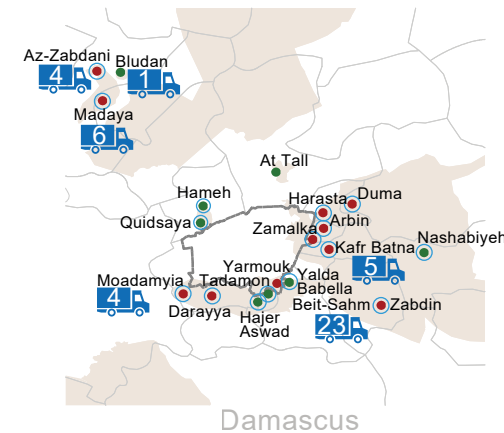 Az-Zabdani
Bludan
4
1
Madaya
6
At Tall
Hameh
Harasta
Duma
Quidsaya
Arbin
Zamalka
Nashabiyeh
Kafr Batna
Yarmouk
5
Moadamyia
Tadamon
Yalda
Babella
4
Beit-Sahm
Zabdin
Darayya
Hajer
Aswad
23
Damascus